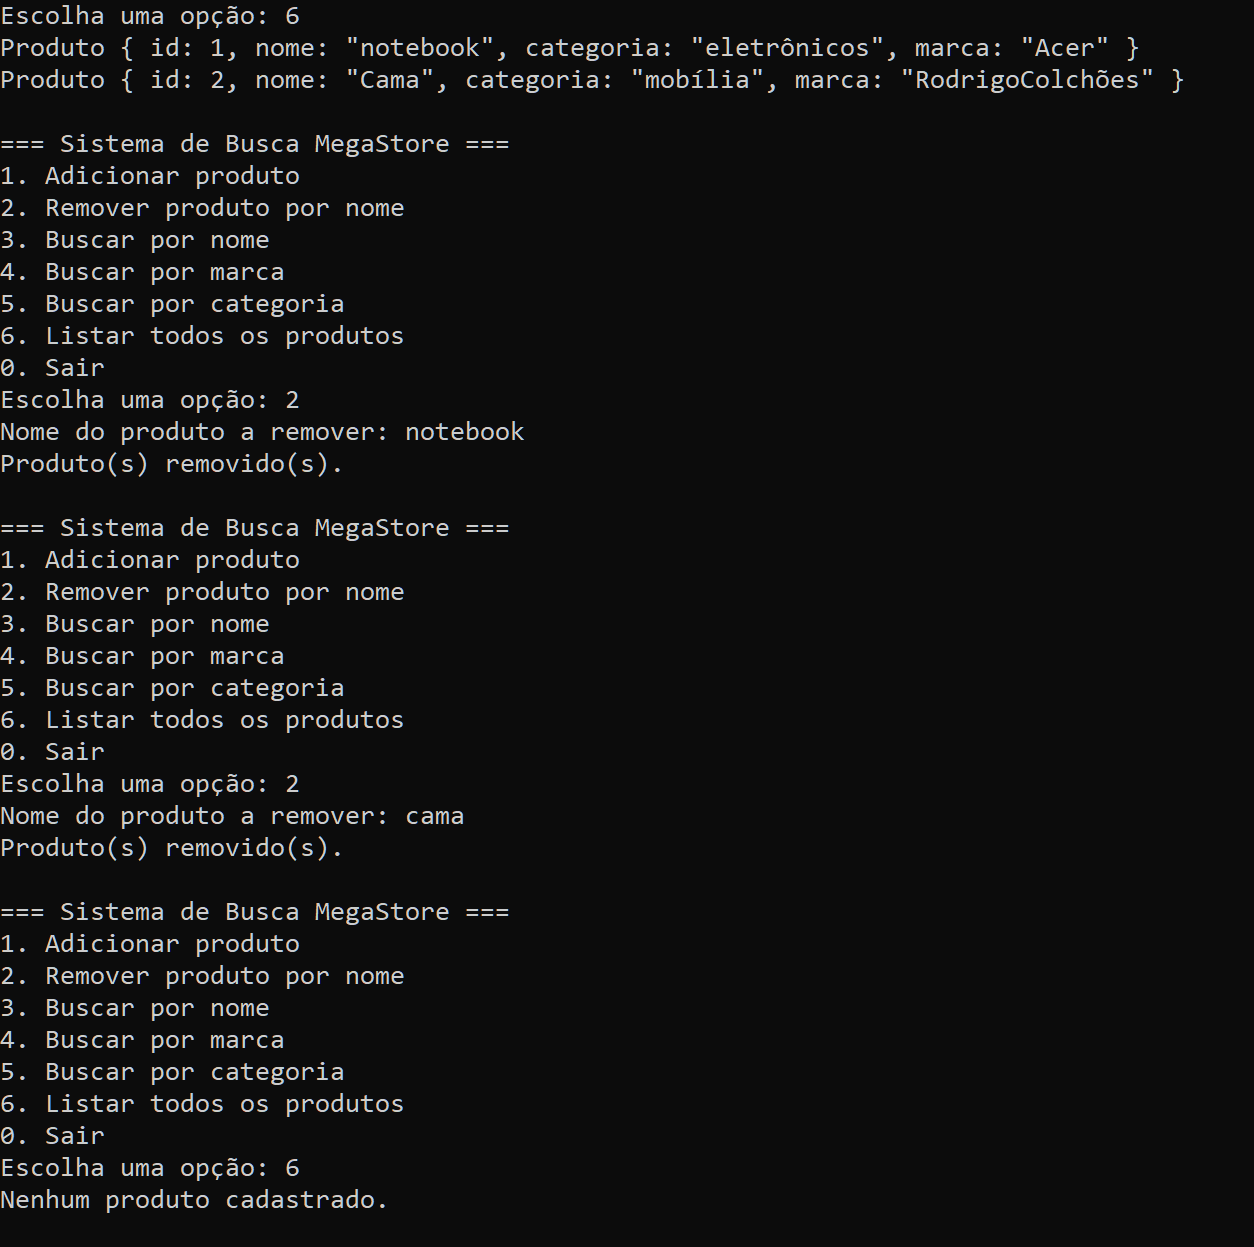 Escolha uma opção: 6
Produto { id: 1, nome: "notebook", categoria: "eletrônicos", marca: "Acer" }
Produto { id: 2, nome: "Cama", categoria: "mobília", marca: "RodrigoColchões" }
=== Sistema de Busca MegaStore ===
1. Adicionar produto
2. Remover produto por nome
3. Buscar por nome
4. Buscar por marca
5. Buscar por categoria
6. Listar todos os produtos
0. Sair
Escolha uma opção: 2
Nome do produto a remover: notebook
Produto(s) removido(s).
=== Sistema de Busca MegaStore ===
1. Adicionar produto
2. Remover produto por nome
3. Buscar por nome
4. Buscar por marca
5. Buscar por categoria
6. Listar todos os produtos
0. Sair
Escolha uma opção: 2
Nome do produto a remover: cama
Produto(s) removido(s).
=== Sistema de Busca MegaStore ===
1. Adicionar produto
2. Remover produto por nome
3. Buscar por nome
4. Buscar por marca
5. Buscar por categoria
6. Listar todos os produtos
0. Sair
Escolha uma opção: 6
Nenhum produto cadastrado.